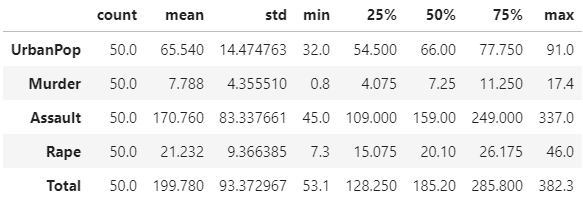 count mean std min 25% 50% 75% max
UrbanPop 50.0 65.540 14.474763 32.0 54.500 66.00 77.750 91.0
Murder 50.0 7.788 4.355510 0.8 4.075 7.25 11.250 17.4
Assault 50.0 170.760 83.337661 45.0 109.000 159.00 249.000 337.0
Rape 50.0 21.232 9.366385 7.3 15.075 20.10 26.175 46.0
Total 50.0 199.780 93.372967 53.1 128.250 185.20 285.800 382.3